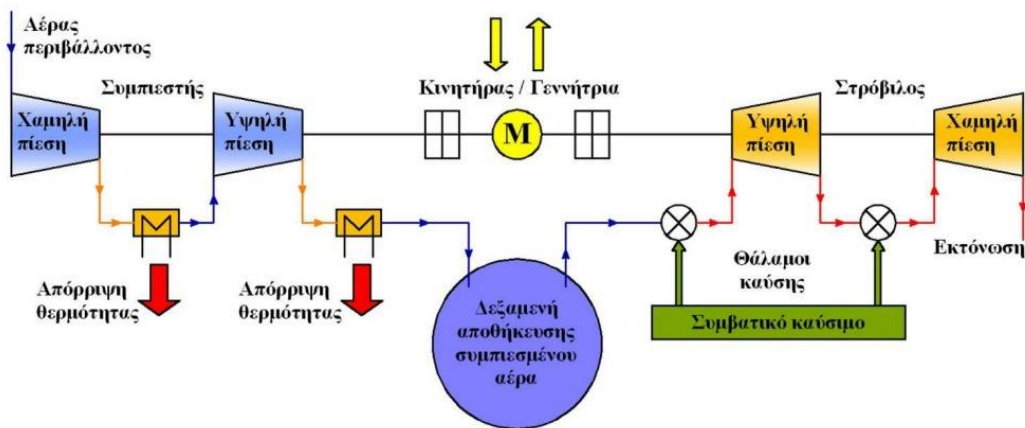 Αέρας
περιβάλλοντος
Συμπιεστής
Κινητήρας / Γεννήτρια
Στρόβιλος
Χαμηλή
πίεση
Υψηλή
πίεση
M
Υψηλή
πίεση
Χαμηλή
πίεση
Απόρριψη
θερμότητας
Απόρριψη
θερμότητας
Δεξαμενή
αποθήκευσης
συμπιεσμένου
αέρα
Θάλαμοι
καύσης
Εκτόνωση
Συμβατικό καύσιμο